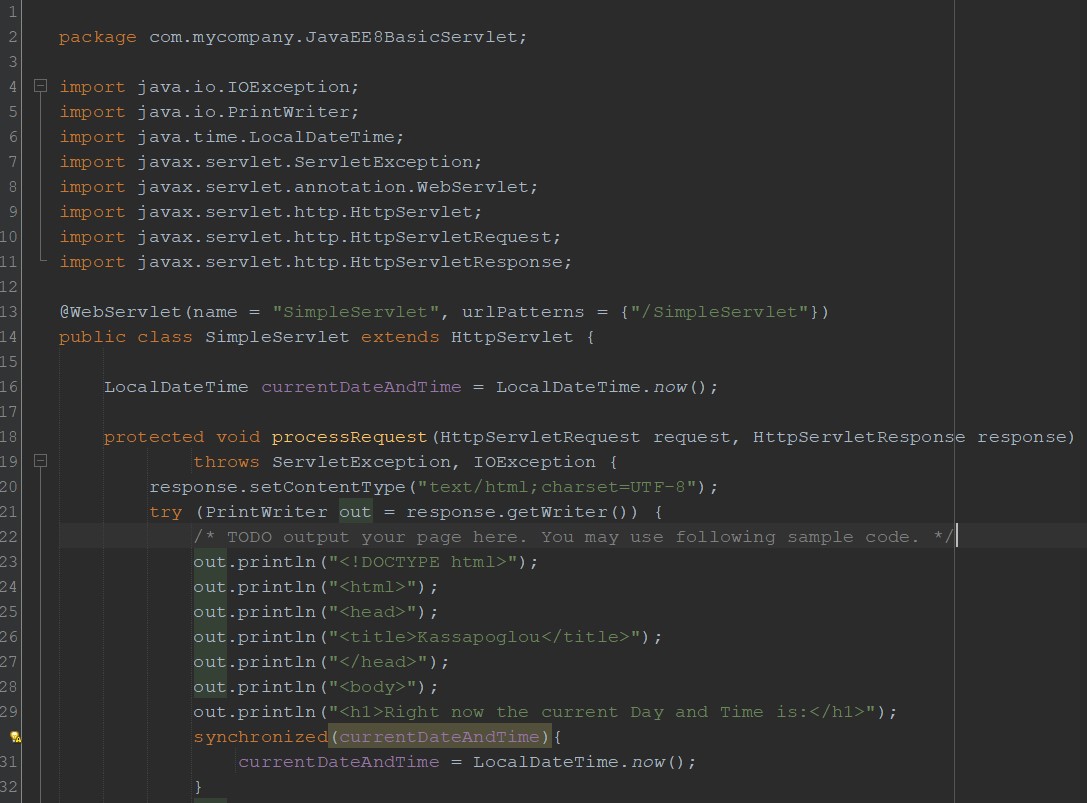 1
2 package com.mycompany.JavaEE8BasicServlet;
3
4 import java.io.IOException;
5 import java.io.PrintWriter;
6 import java.time.LocalDateTime;
7 import javax.servlet.ServletException;
8 import javax.servlet.annotation.WebServlet;
9 import javax.servlet.http.HttpServlet;
10 import javax.servlet.http.HttpServletRequest;
11 import javax.servlet.http.HttpServletResponse;
12
13 @WebServlet(name = "SimpleServlet", urlPatterns = {"/SimpleServlet"})
14 public class SimpleServlet extends HttpServlet {
15
16 LocalDateTime currentDateAndTime = LocalDateTime.now();
17
18 protected void processRequest(HttpServletRequest request, HttpServletResponse response)
19 throws ServletException, IOException {
20 response.setContentType("text/html;charset=UTF-8");
21 try (PrintWriter out = response.getWriter()) {
22 /* TODO output your page here. You may use following sample code. */
23 out.println("<!DOCTYPE html>");
24 out.println("<html>");
25 out.println("<head>");
26 out.println("<title>Kassapoglou</title>");
27 out.println("</head>");
28 out.println("<body>");
29 out.println("<h1>Right now the current Day and Time is:</h1>");
synchronized(currentDateAndTime){
31 currentDateAndTime = LocalDateTime.now();
32 }